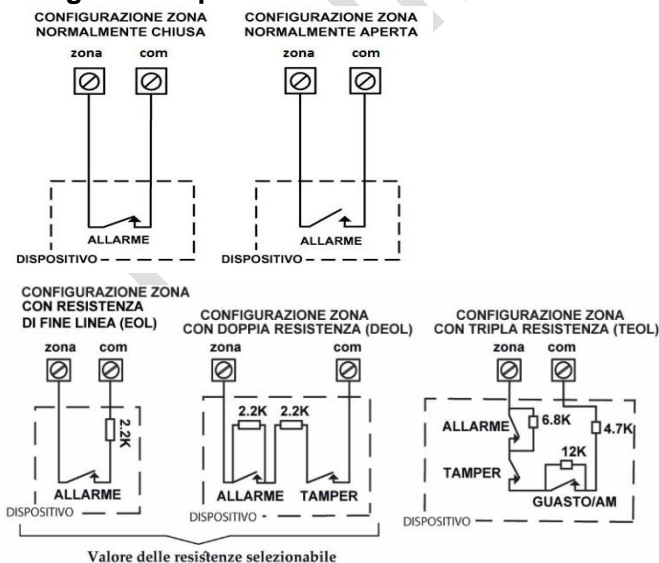 CONFIGURAZIONE ZONA
NORMALMENTE CHIUSA
zona com
ALLARME
DISPOSITIVO
CONFIGURAZIONE ZONA
NORMALMENTE APERTA
zona com
ALLARME
DISPOSITIVO
CONFIGURAZIONE ZONA
CON RESISTENZA
DI FINE LINEA (EOL)
zona com
2.2K
ALLARME
DISPOSITIVO
CONFIGURAZIONE ZONA
CON DOPPIA RESISTENZA (DEOL)
zona com
2.2K 2.2K
ALLARME TAMPER
DISPOSITIVO
CONFIGURAZIONE ZONA
CON TRIPLA RESISTENZA (TEOL)
zona com
ALLARME 6.8K
4.7K
TAMPER 12K
GUASTO/AM
DISPOSITIVO
Valore delle resistenze selezionabile